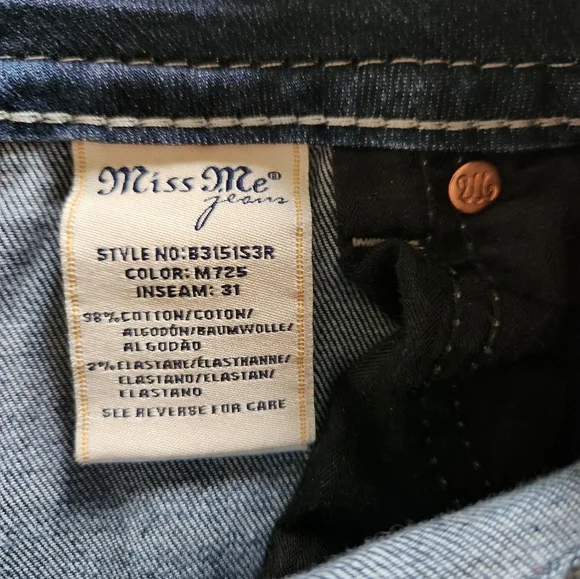 Miss Me®
jeans
STYLE NO: B3151S3R
COLOR: M725
INSEAM: 31
98% COTTON/COTON/
ALGODÓN/BAUMWOLLE/
ALGODÃO
2% ELASTANE/ÉLASTHANNE/
ELASTANO/ELASTAN/
ELASTANO
SEE REVERSE FOR CARE
M